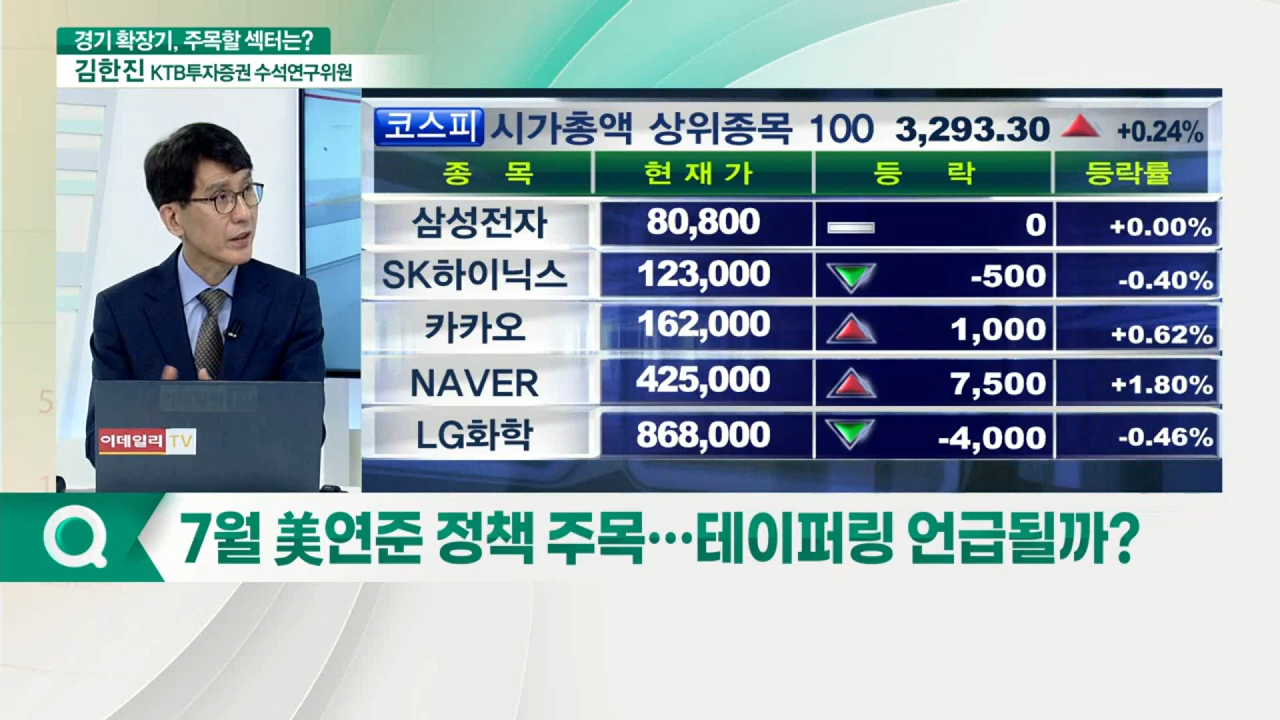 경기 확장기, 주목할 섹터는?
김한진 KTB투자증권 수석연구위원
코스피 시가총액 상위종목 100 3,293.30 +0.24%
종 목 현재가 등 락 등락률
삼성전자 80,800 0 +0.00%
SK하이닉스 123,000 -500 -0.40%
카카오 162,000 1,000 +0.62%
NAVER 425,000 7,500 +1.80%
LG화학 868,000 -4,000 -0.46%
이데일리 TV
7월 美연준 정책 주목…테이퍼링 언급될까?